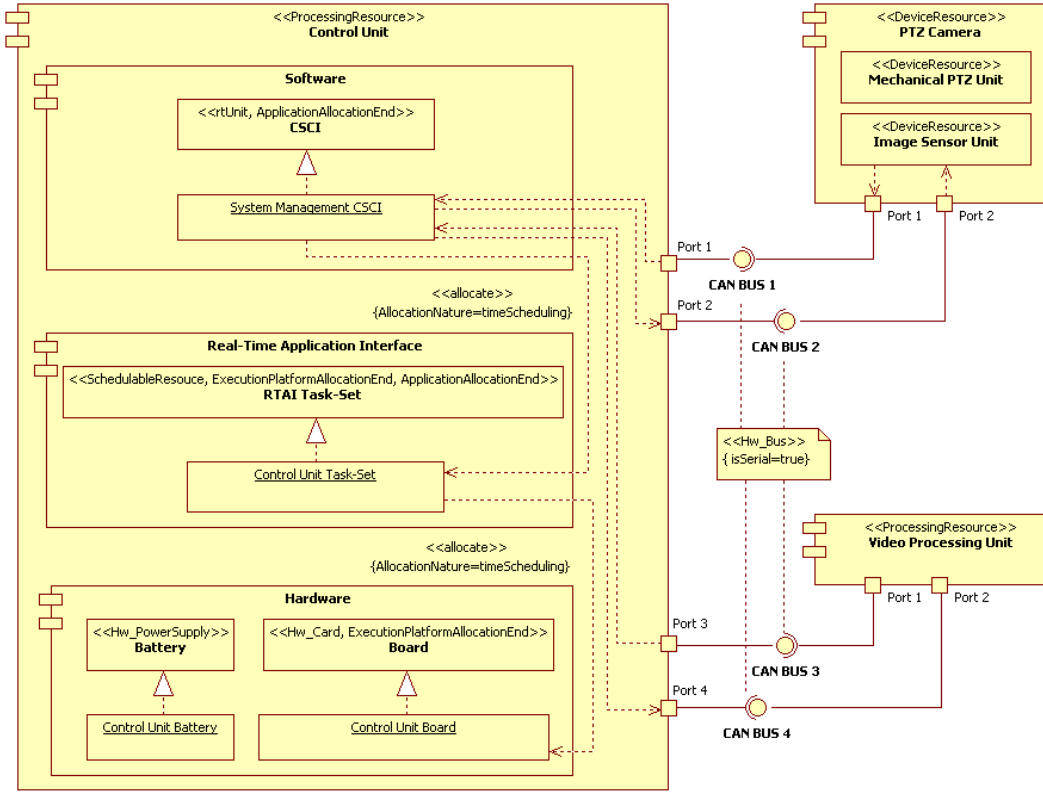 <<ProcessingResource>>
Control Unit
Software
<<rtUnit, ApplicationAllocationEnd>>
CSCI
System Management CSCI
<<allocate>>
{AllocationNature=timeScheduling}
Real-Time Application Interface
<<SchedulableResouce, ExecutionPlatformAllocationEnd, ApplicationAllocationEnd>>
RTAI Task-Set
Control Unit Task-Set
<<allocate>>
{AllocationNature=timeScheduling}
Hardware
<<Hw_PowerSupply>>
Battery
Control Unit Battery
<<Hw_Card, ExecutionPlatformAllocationEnd>>
Board
Control Unit Board
Port 1
Port 2
Port 3
Port 4
CAN BUS 1
CAN BUS 2
<<Hw_Bus>>
{ isSerial=true}
CAN BUS 3
CAN BUS 4
<<DeviceResource>>
PTZ Camera
<<DeviceResource>>
Mechanical PTZ Unit
<<DeviceResource>>
Image Sensor Unit
Port 1
Port 2
<<ProcessingResource>>
Video Processing Unit
Port 1
Port 2